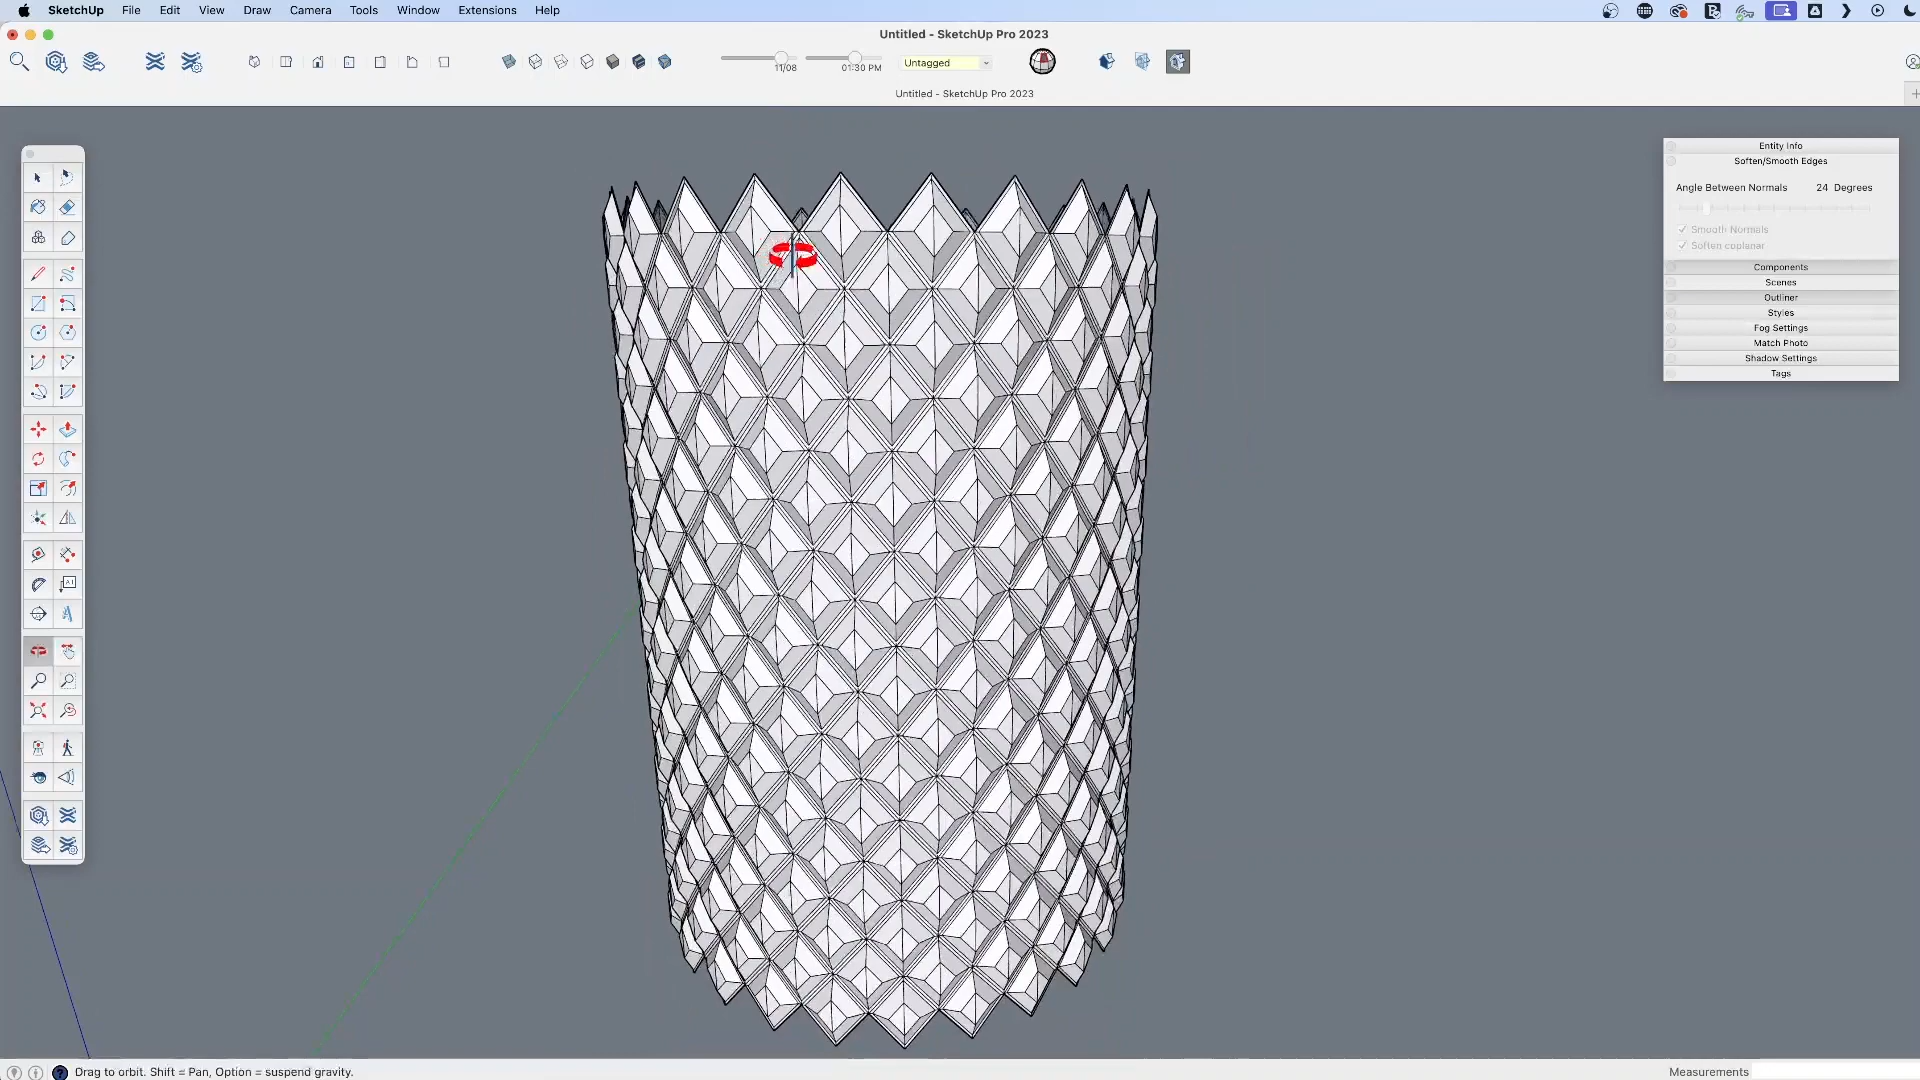 SketchUp File Edit View Draw Camera Tools Window Extensions Help
Untitled - SketchUp Pro 2023
11/08
01:30 PM
Untagged
Untitled - SketchUp Pro 2023
Entity Info
Soften/Smooth Edges
Angle Between Normals 24 Degrees
Smooth Normals
Soften coplanar
Components
Scenes
Outliner
Styles
Fog Settings
Match Photo
Shadow Settings
Tags
Drag to orbit. Shift = Pan, Option = suspend gravity.
Measurements